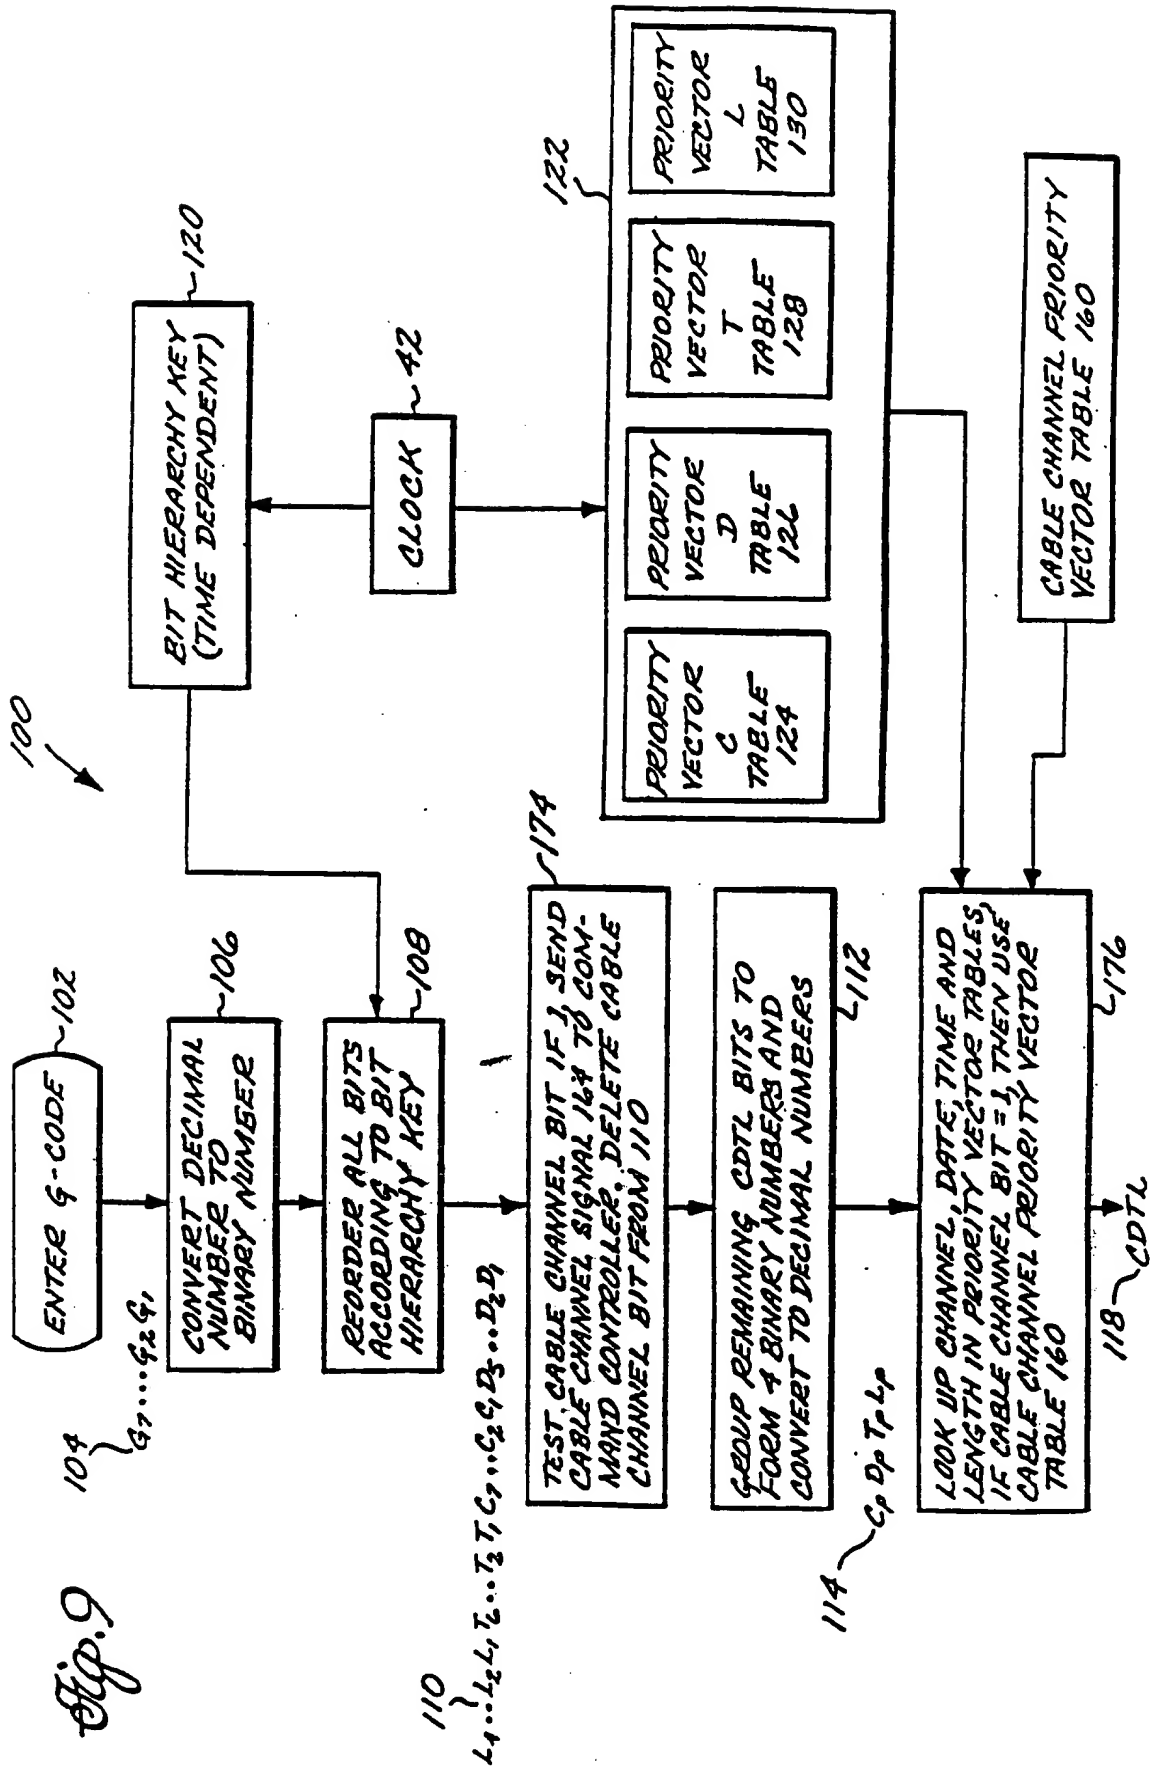 Fig. 9
100
ENTER G-CODE
102
104
G7....G2G1
CONVERT DECIMAL
NUMBER TO
BINARY NUMBER
106
REORDER ALL BITS
ACCORDING TO BIT
HIERARCHY KEY
108
BIT HIERARCHY KEY
(TIME DEPENDENT)
120
CLOCK
42
110
L4...L2L1T6...T2T1C7...C2C1D5...D2D1
TEST CABLE CHANNEL BIT IF 1, SEND
CABLE CHANNEL SIGNAL 164 TO COM-
MAND CONTROLLER. DELETE CABLE
CHANNEL BIT FROM 110
174
GROUP REMAINING CDTL BITS TO
FORM 4 BINARY NUMBERS AND
CONVERT TO DECIMAL NUMBERS
112
122
PRIORITY
VECTOR
C
TABLE
124
PRIORITY
VECTOR
D
TABLE
126
PRIORITY
VECTOR
T
TABLE
128
PRIORITY
VECTOR
L
TABLE
130
114
Cp Dp Tp Lp
LOOK UP CHANNEL, DATE, TIME AND
LENGTH IN PRIORITY VECTOR TABLES,
IF CABLE CHANNEL BIT = 1, THEN USE
CABLE CHANNEL PRIORITY VECTOR
TABLE 160
176
CABLE CHANNEL PRIORITY
VECTOR TABLE 160
118
CDTL